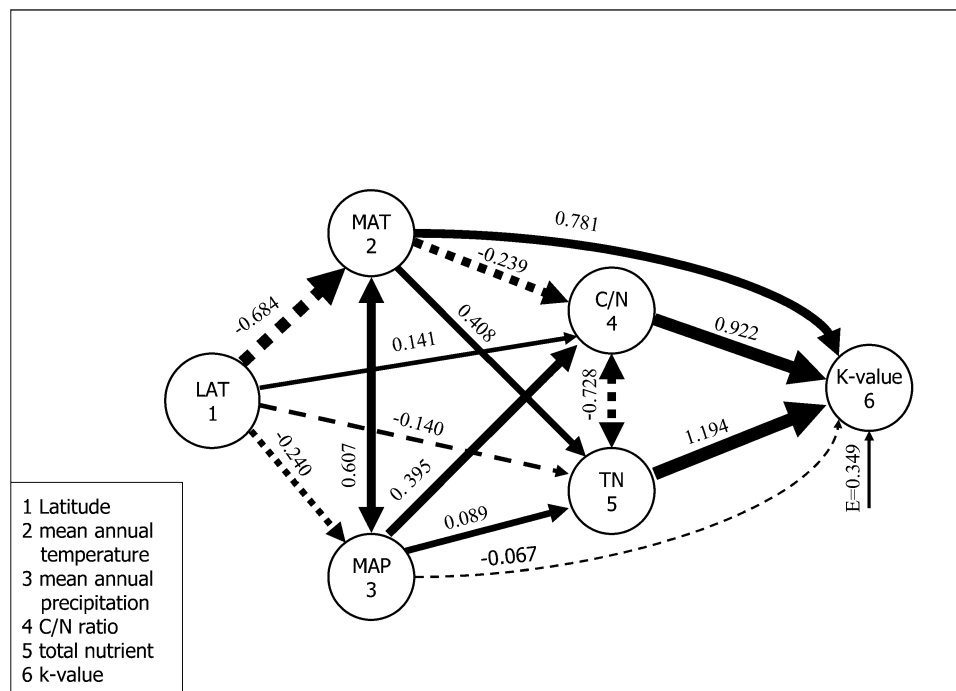 MAT
2
0.781
-0.239
C/N
4
-0.684
0.408
0.922
0.141
K-value
6
LAT
1
-0.728
-0.140
1.194
-0.240
0.607
0. 395
TN
5
E=0.349
0.089
-0.067
MAP
3
1 Latitude
2 mean annual
temperature
3 mean annual
precipitation
4 C/N ratio
5 total nutrient
6 k-value